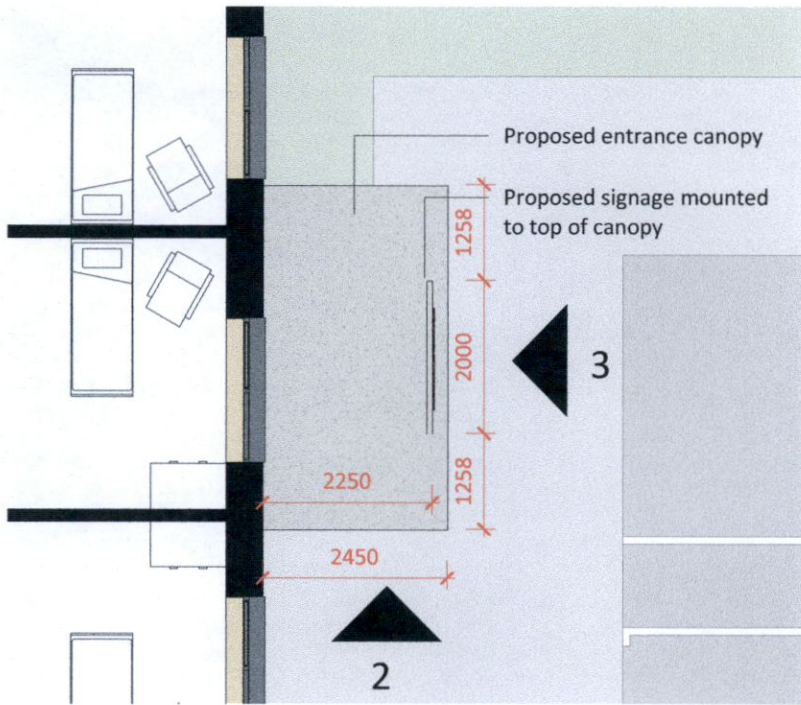 Proposed entrance canopy
Proposed signage mounted
to top of canopy
1258
2000
3
1258
2250
2450
2